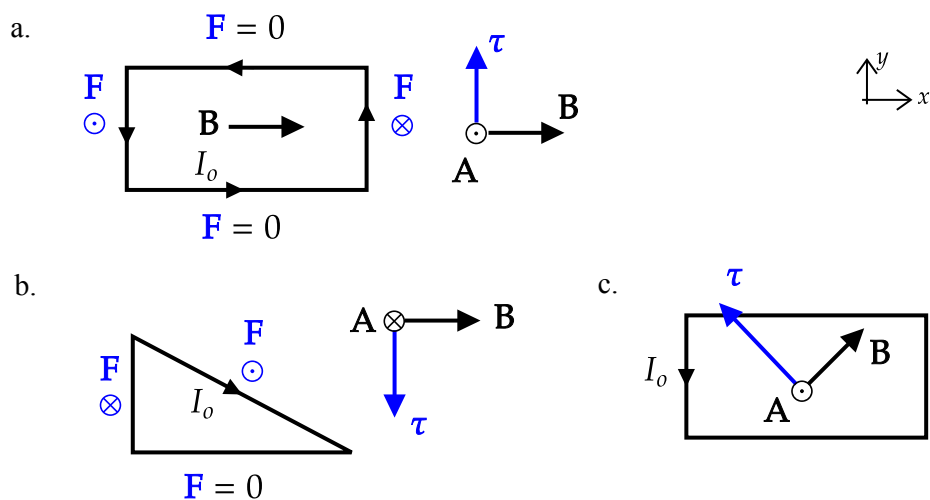 a.
F = 0
F
B
I_o
F
F = 0
τ
B
A
y
x
b.
F
F
I_o
F = 0
A
B
τ
c.
τ
I_o
B
A